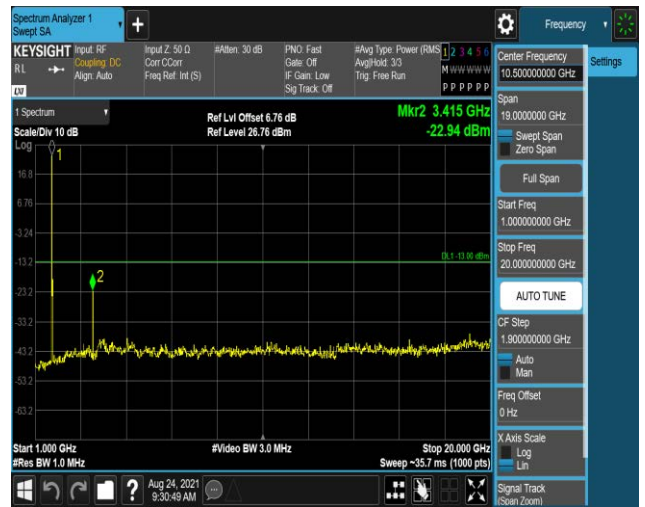 Spectrum Analyzer 1
Swept SA
+
Frequency
KEYSIGHT
RL
LXI
Input: RF
Coupling: DC
Align: Auto
Input Z: 50 Ω
Corr CCorr
Freq Ref: Int (S)
#Atten: 30 dB
PNO: Fast
Gate: Off
IF Gain: Low
Sig Track: Off
#Avg Type: Power (RMS
Avg|Hold: 3/3
Trig: Free Run
1 2 3 4 5 6
M W W W W W
P P P P P P
Center Frequency
10.500000000 GHz
Settings
Span
19.0000000 GHz
Swept Span
Zero Span
Full Span
Start Freq
1.000000000 GHz
Stop Freq
20.000000000 GHz
AUTO TUNE
CF Step
1.900000000 GHz
Auto
Man
Freq Offset
0 Hz
X Axis Scale
Log
Lin
Signal Track
(Span Zoom)
1 Spectrum
Scale/Div 10 dB
Ref Lvl Offset 6.76 dB
Ref Level 26.76 dBm
Mkr2 3.415 GHz
-22.94 dBm
Log
1
16.8
6.76
-3.24
-13.2
DL1 -13.00 dBm
2
-23.2
-33.2
-43.2
-53.2
-63.2
Start 1.000 GHz
#Video BW 3.0 MHz
Stop 20.000 GHz
#Res BW 1.0 MHz
Sweep ~35.7 ms (1000 pts)
?
Aug 24, 2021
9:30:49 AM